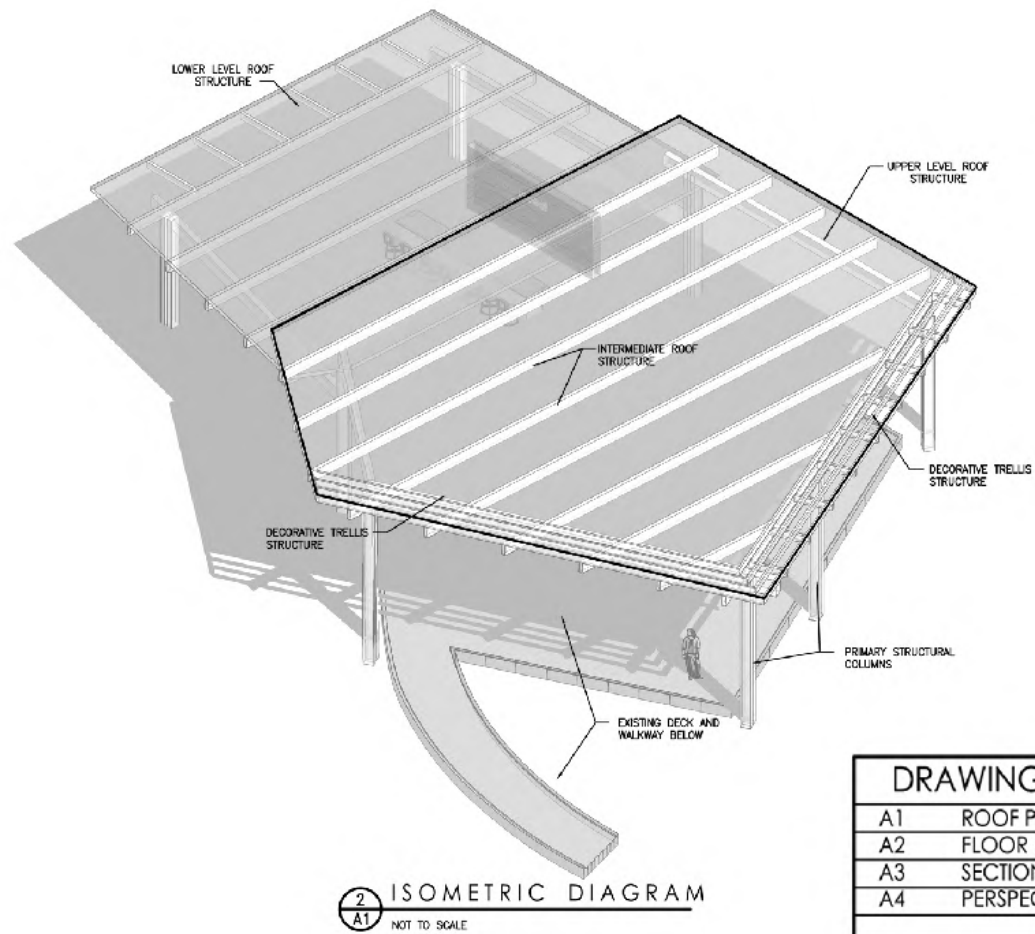 LOWER LEVEL ROOF
STRUCTURE
UPPER LEVEL ROOF
STRUCTURE
INTERMEDIATE ROOF
STRUCTURE
DECORATIVE TRELLIS
STRUCTURE
DECORATIVE TRELLIS
STRUCTURE
PRIMARY STRUCTURAL
COLUMNS
EXISTING DECK AND
WALKWAY BELOW
2
A1
ISOMETRIC DIAGRAM
NOT TO SCALE
DRAWING
A1 ROOF P
A2 FLOOR
A3 SECTION
A4 PERSPEC